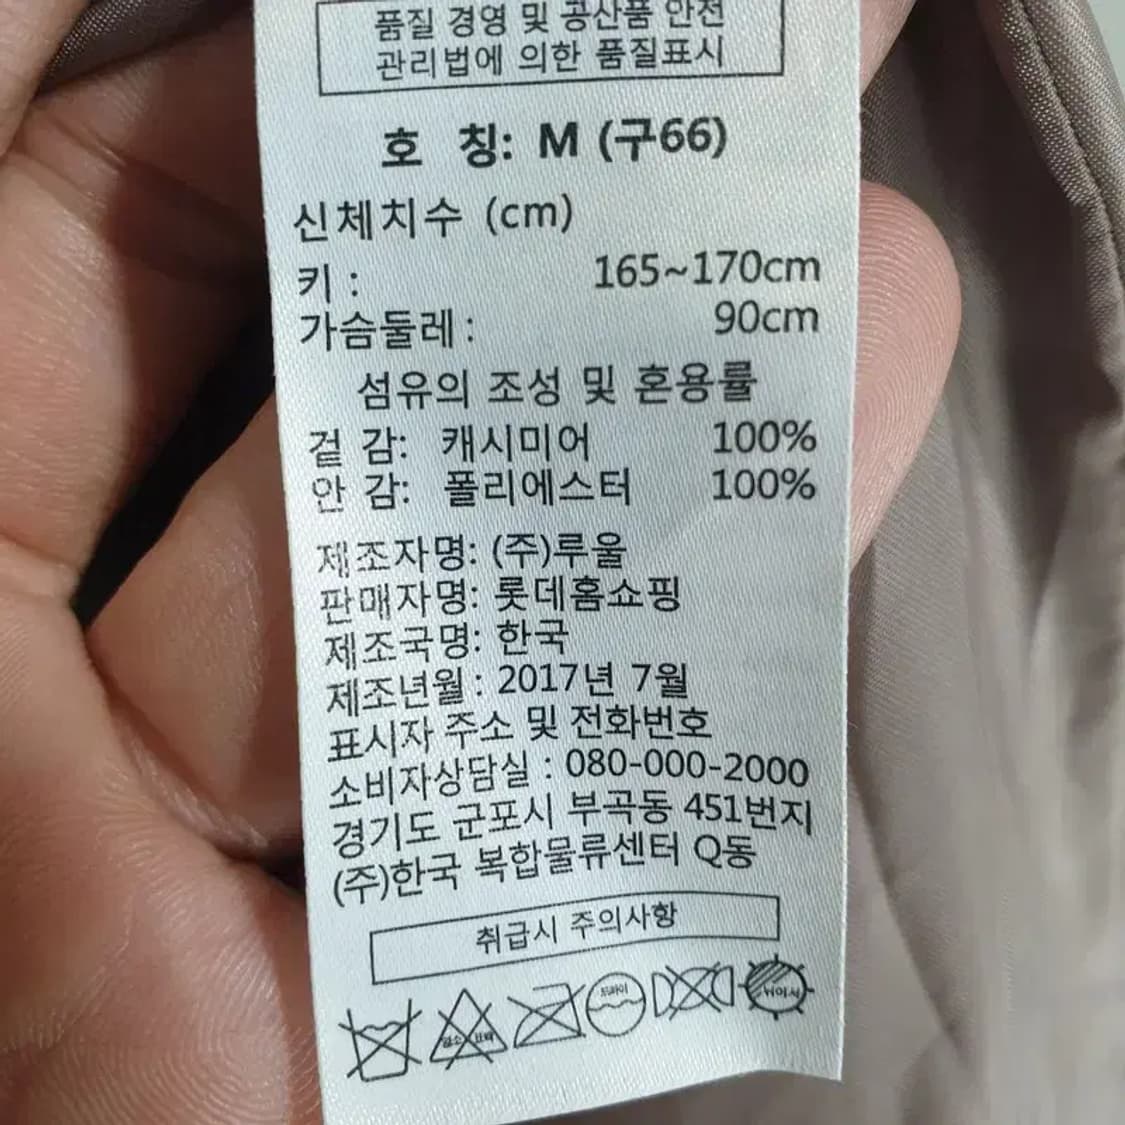 품질 경영 및 공산품 안전
관리법에 의한 품질표시
호 칭: M (구66)
신체치수 (cm)
키 : 165~170cm
가슴둘레 : 90cm
섬유의 조성 및 혼용률
겉 감: 캐시미어 100%
안 감: 폴리에스터 100%
제조자명: (주)루울
판매자명: 롯데홈쇼핑
제조국명: 한국
제조년월 : 2017년 7월
표시자 주소 및 전화번호
소비자상담실 : 080-000-2000
경기도 군포시 부곡동 451번지
(주)한국 복합물류센터 Q동
취급시 주의사항
염소 표백 드라이 뉘어서